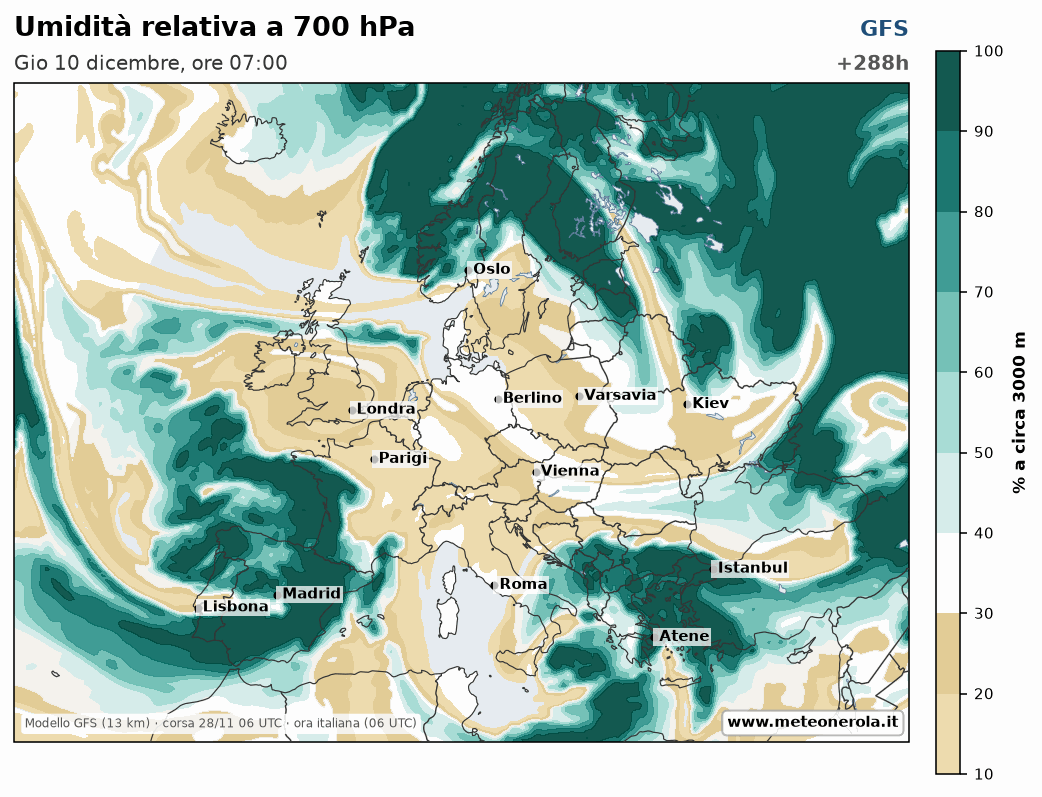 Umidità relativa a 700 hPa
GFS
Gio 10 dicembre, ore 07:00
+288h
100
90
80
70
60
50
40
30
20
10
% a circa 3000 m
Oslo
Berlino
Varsavia
Kiev
Londra
Parigi
Vienna
Istanbul
Roma
Madrid
Lisbona
Atene
Modello GFS (13 km) · corsa 28/11 06 UTC · ora italiana (06 UTC)
www.meteonerola.it